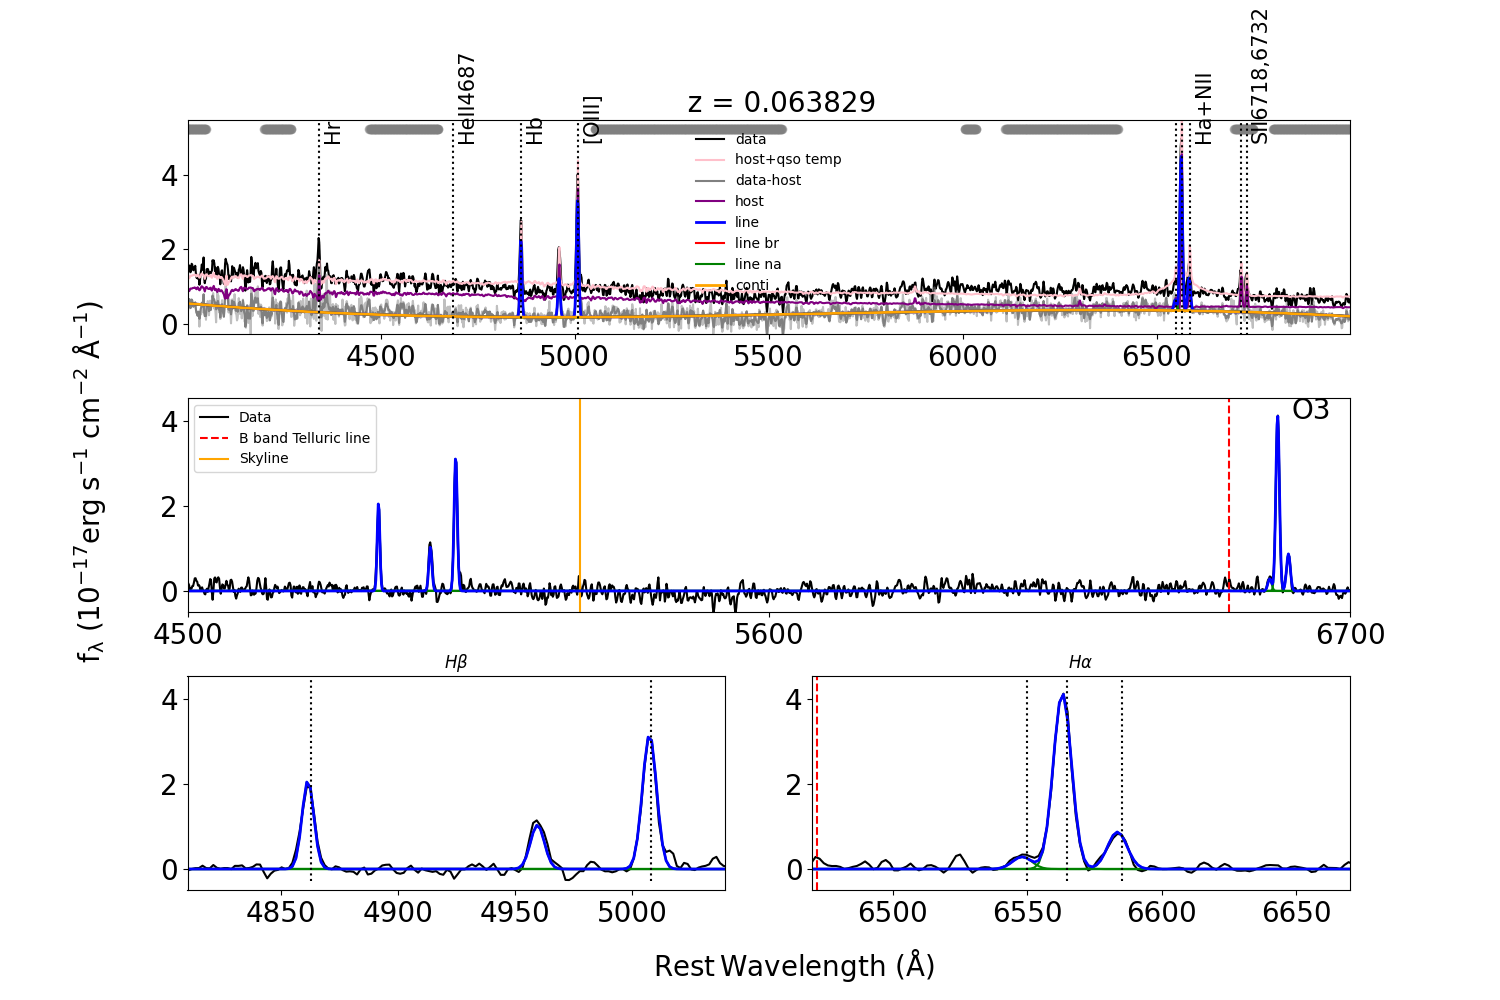 z = 0.063829
Hr
HeII4687
Hb
[OIII]
Ha+NII
SII6718,6732
data
host+qso temp
data-host
host
line
line br
line na
conti
4
2
0
4500
5000
5500
6000
6500
Data
B band Telluric line
Skyline
O3
4
2
0
4500
5600
6700
fλ (10⁻¹⁷erg s⁻¹ cm⁻² Å⁻¹)
Hβ
4
2
0
4850
4900
4950
5000
Hα
4
2
0
6500
6550
6600
6650
Rest Wavelength (Å)